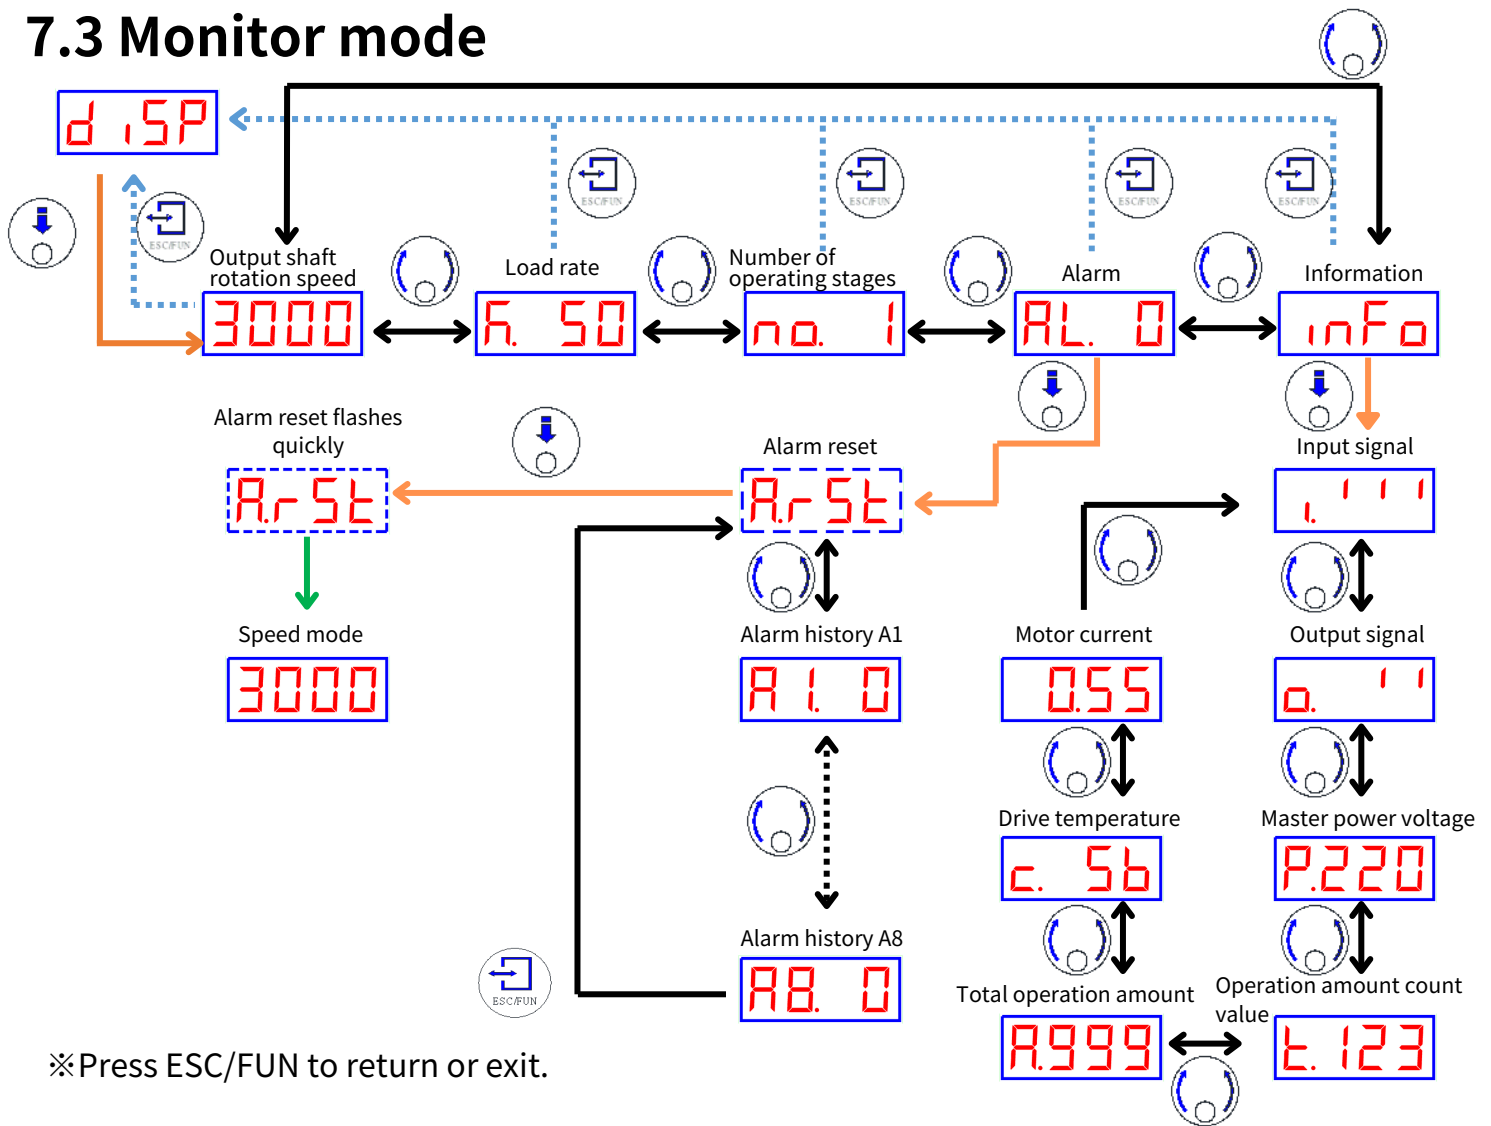 7.3 Monitor mode
diSP
ESC/FUN
ESC/FUN
ESC/FUN
ESC/FUN
ESC/FUN
Output shaft
rotation speed
Load rate
Number of
operating stages
Alarm
Information
3000
A. 50
no. 1
AL. 0
inFo
Alarm reset flashes
quickly
Alarm reset
Input signal
A.rSt
A.rSt
i. ' ' '
Speed mode
Alarm history A1
Motor current
Output signal
3000
A1. 0
0.55
o. ' '
Drive temperature
Master power voltage
c. 56
P.220
Alarm history A8
A8. 0
ESC/FUN
Total operation amount
Operation amount count
value
A.999
t.123
※Press ESC/FUN to return or exit.